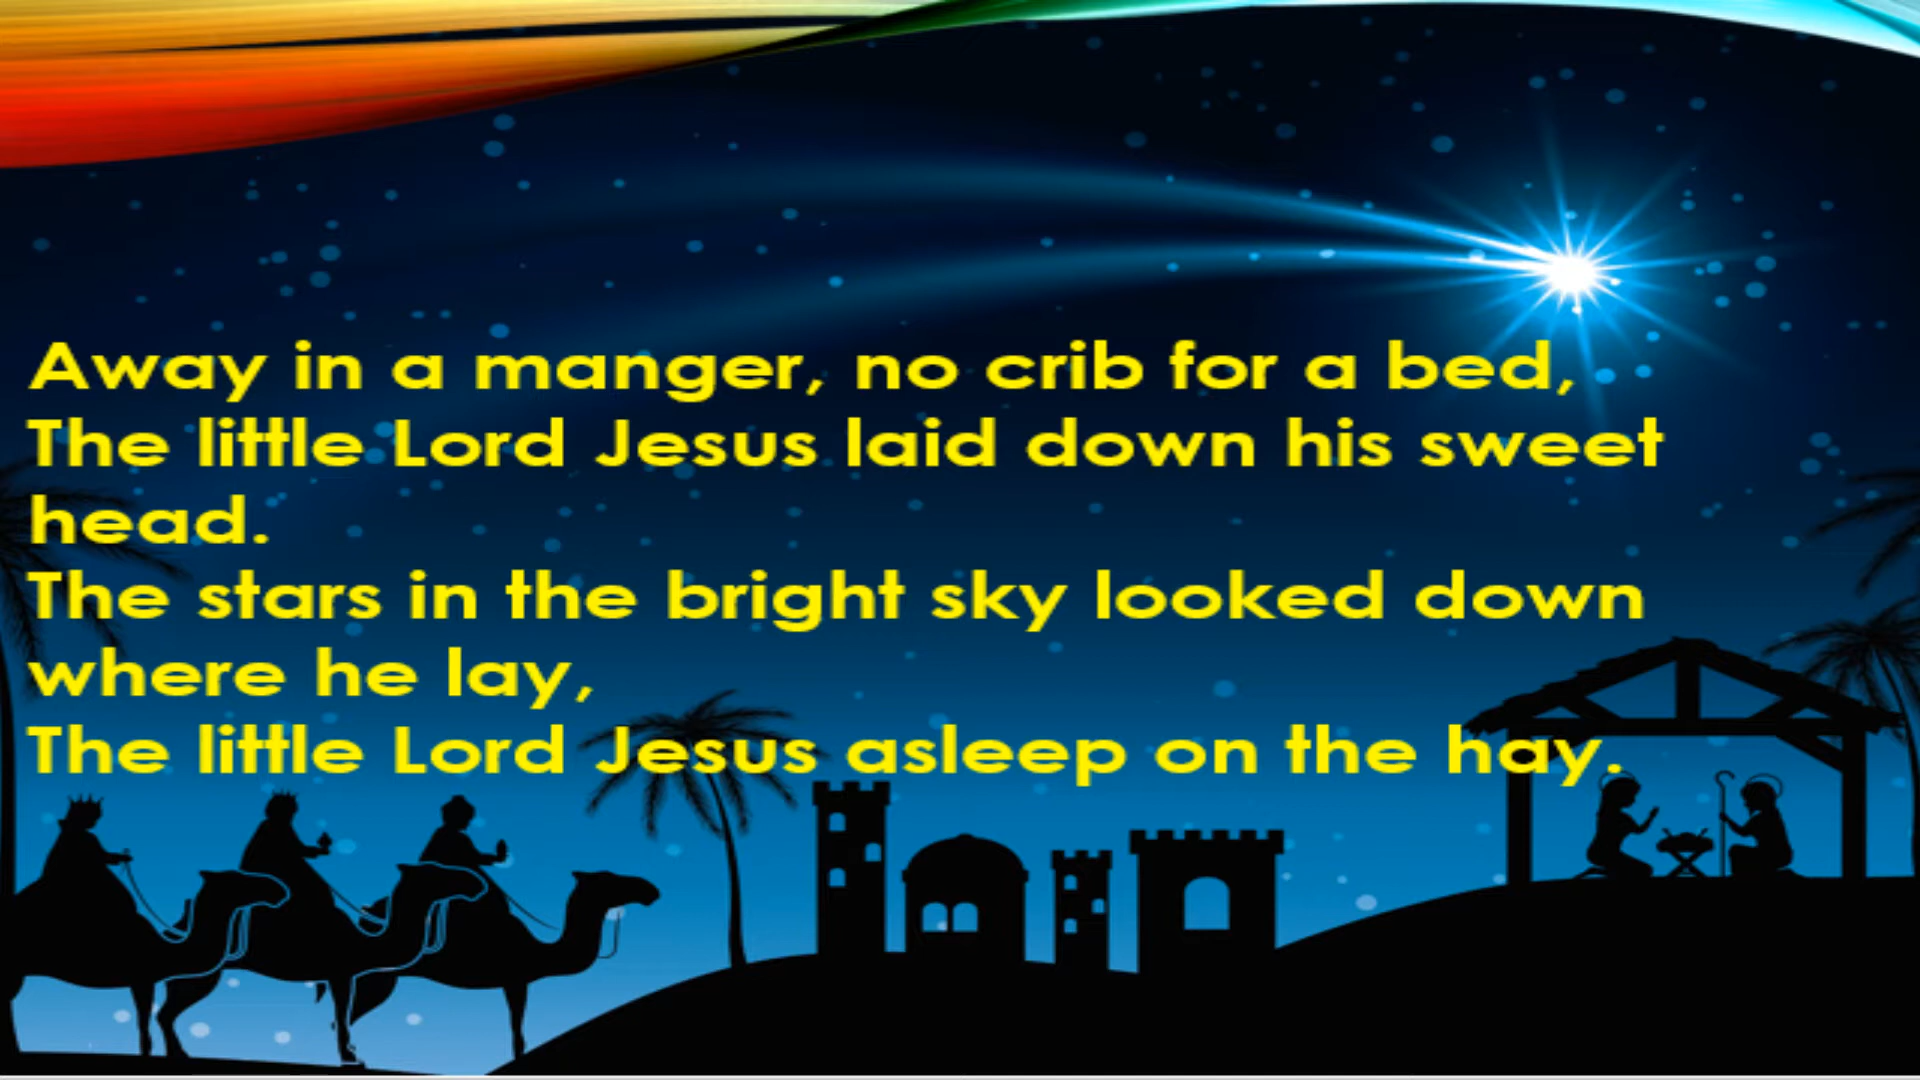 Away in a manger, no crib for a bed,
The little Lord Jesus laid down his sweet
head.
The stars in the bright sky looked down
where he lay,
The little Lord Jesus asleep on the hay.